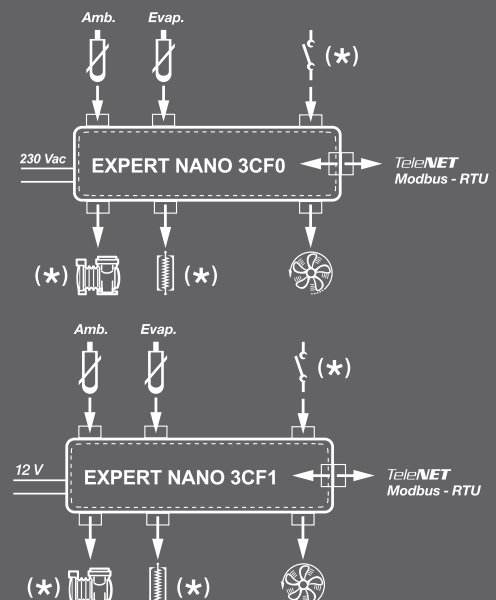 Amb. Evap.
(*)
230 Vac
EXPERT NANO 3CF0
TeleNET
Modbus - RTU
(*) (*)
Amb. Evap.
(*)
12 V
EXPERT NANO 3CF1
TeleNET
Modbus - RTU
(*) (*)